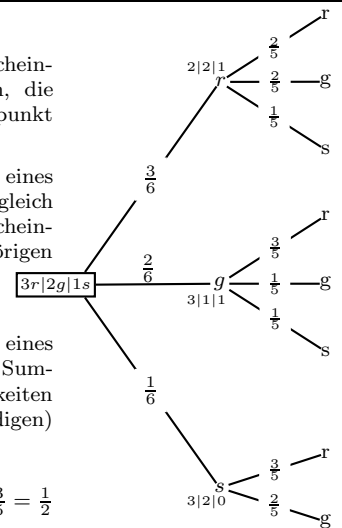 r
chein-
2|2|1
2/5
, die
r
2/5
g
punkt
1/5
s
3/6
eines
gleich
r
chein-
3/5
örigen
3r|2g|1s
2/6
g
1/5
g
3|1|1
1/5
eines
s
Sum-
1/6
keiten
digen)
r
3/5
s
3/5 = 1/2
3|2|0
2/5
g